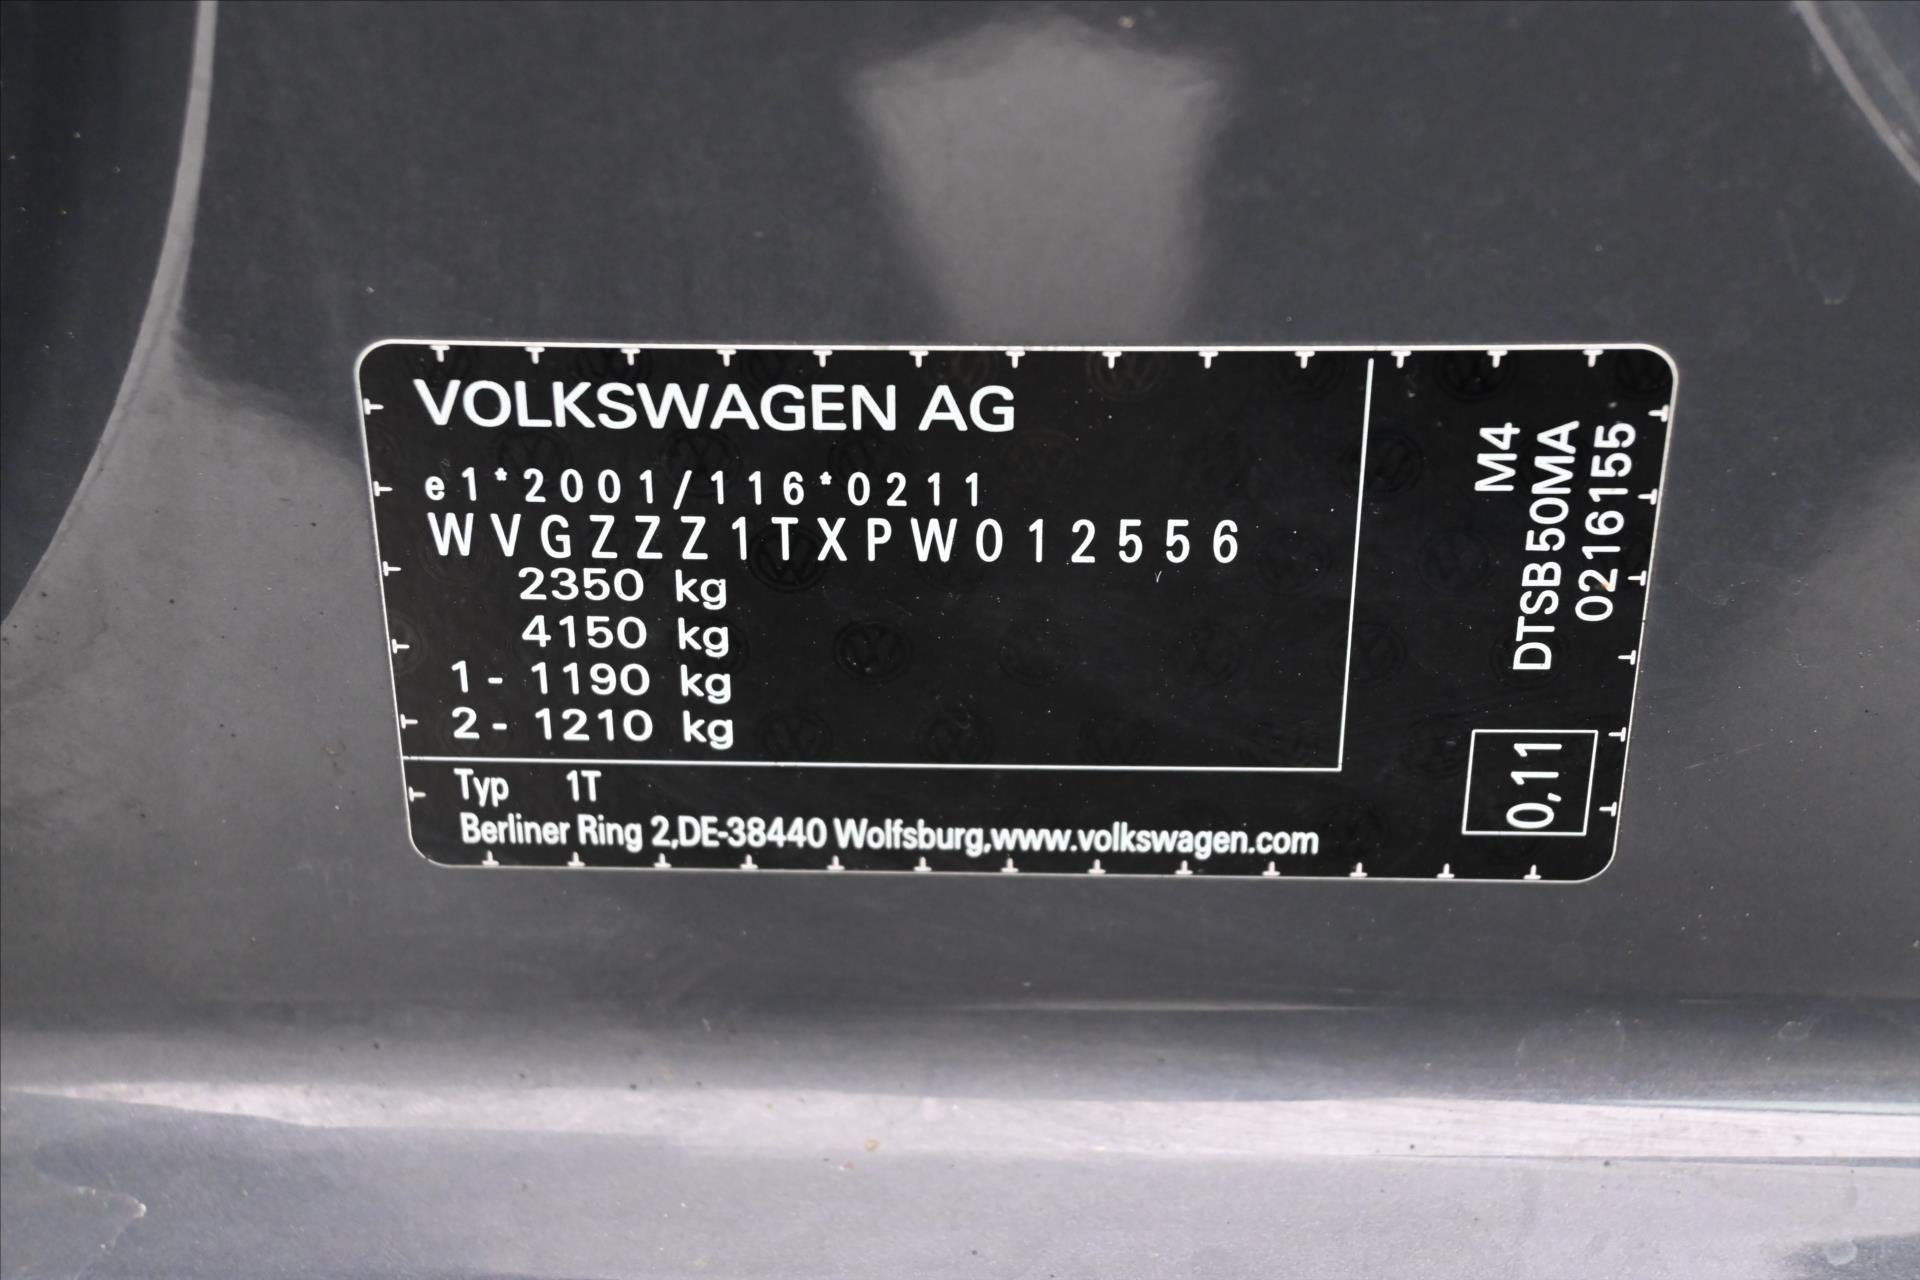 VOLKSWAGEN AG
e1*2001/116*0211
WVGZZZ1TXPW012556
2350 kg
4150 kg
1- 1190 kg
2- 1210 kg
Typ 1T
Berliner Ring 2,DE-38440 Wolfsburg,www.volkswagen.com
M4
DTSB50MA
0216155
0,11